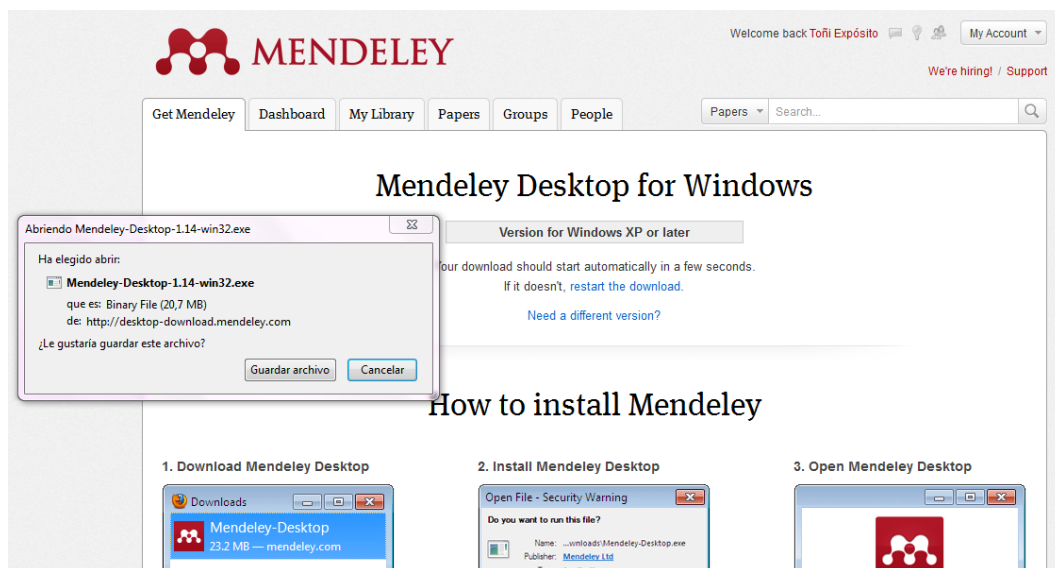 MENDELEY
Welcome back Toñi Expósito
My Account
We're hiring! / Support
Get Mendeley
Dashboard
My Library
Papers
Groups
People
Papers
Search...
Mendeley Desktop for Windows
Version for Windows XP or later
Your download should start automatically in a few seconds.
If it doesn't, restart the download.
Need a different version?
Abriendo Mendeley-Desktop-1.14-win32.exe
Ha elegido abrir:
Mendeley-Desktop-1.14-win32.exe
que es: Binary File (20,7 MB)
de: http://desktop-download.mendeley.com
¿Le gustaría guardar este archivo?
Guardar archivo
Cancelar
How to install Mendeley
1. Download Mendeley Desktop
2. Install Mendeley Desktop
3. Open Mendeley Desktop
Downloads
Mendeley-Desktop
23.2 MB — mendeley.com
Open File - Security Warning
Do you want to run this file?
Name: ...wnloads\Mendeley-Desktop.exe
Publisher: Mendeley Ltd